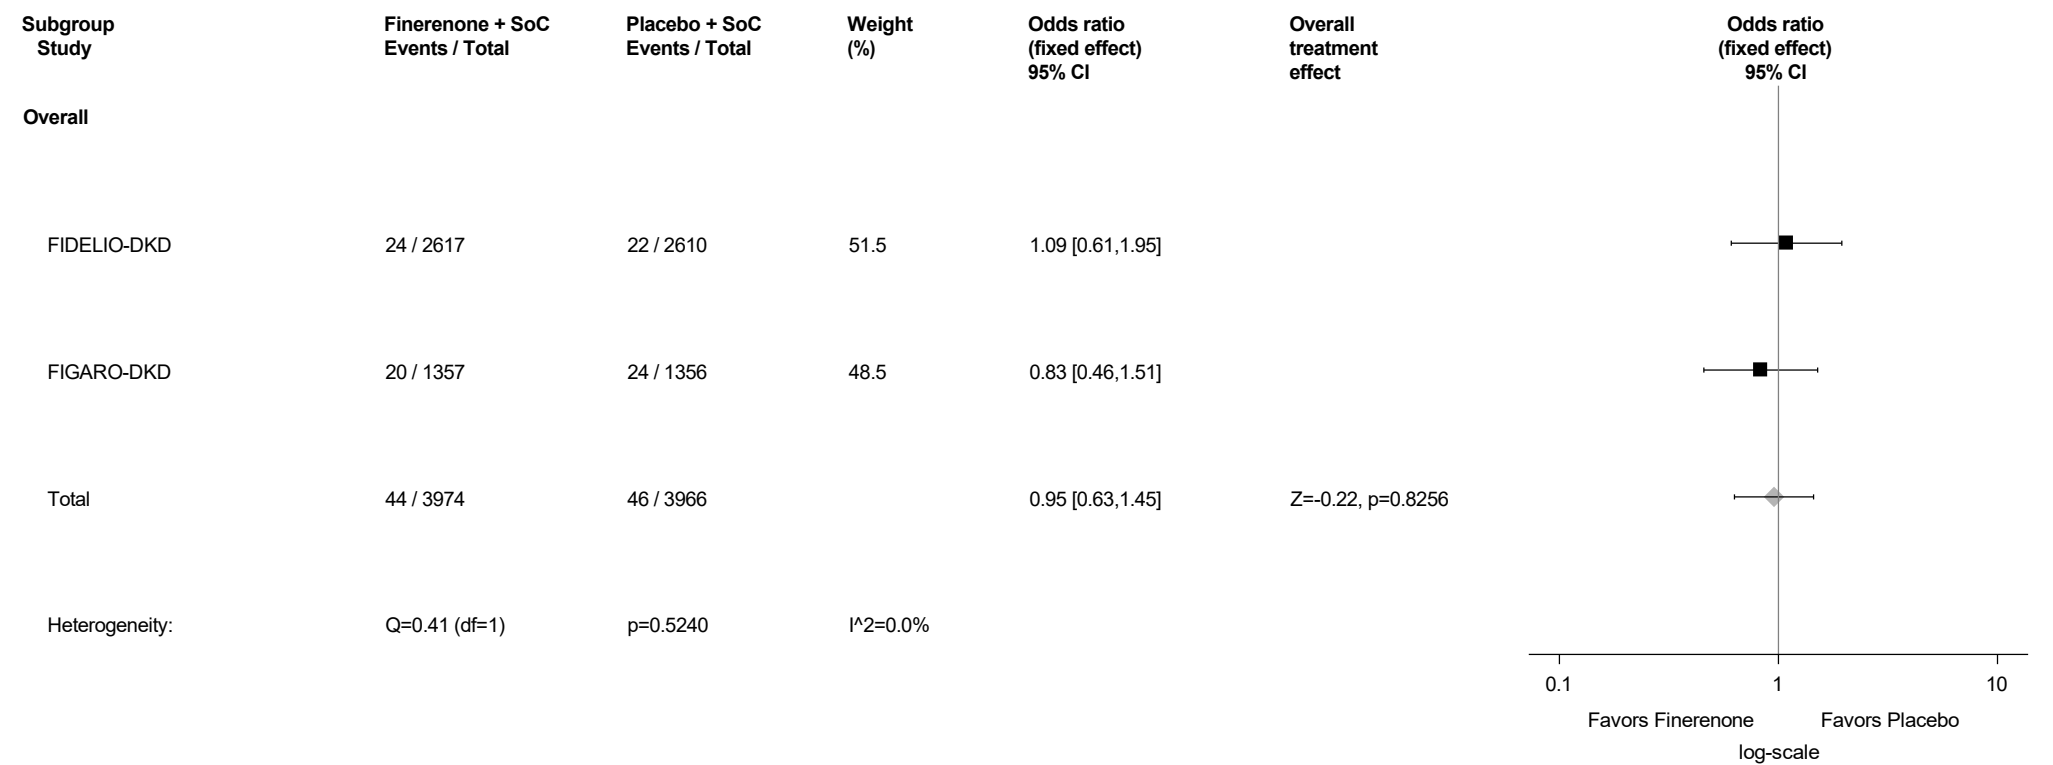 Subgroup Finerenone + SoC Placebo + SoC Weight Odds ratio Overall Odds ratio
Study Events / Total Events / Total (%) (fixed effect) treatment (fixed effect)
95% CI effect 95% CI
Overall
FIDELIO-DKD 24 / 2617 22 / 2610 51.5 1.09 [0.61,1.95]
FIGARO-DKD 20 / 1357 24 / 1356 48.5 0.83 [0.46,1.51]
Total 44 / 3974 46 / 3966 0.95 [0.63,1.45] Z=-0.22, p=0.8256
Heterogeneity: Q=0.41 (df=1) p=0.5240 I^2=0.0%
0.1 1 10
Favors Finerenone Favors Placebo
log-scale